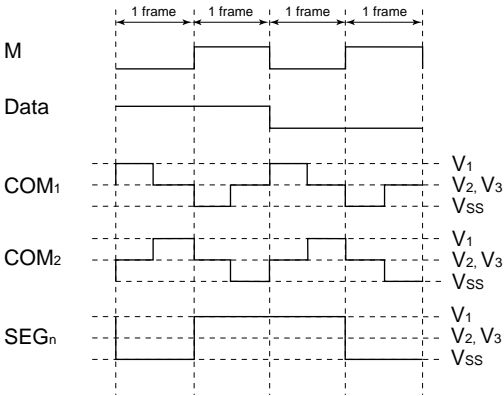 1 frame 1 frame 1 frame 1 frame
M
Data
V1
COM1 V2, V3
VSS
V1
COM2 V2, V3
VSS
V1
SEGn V2, V3
VSS